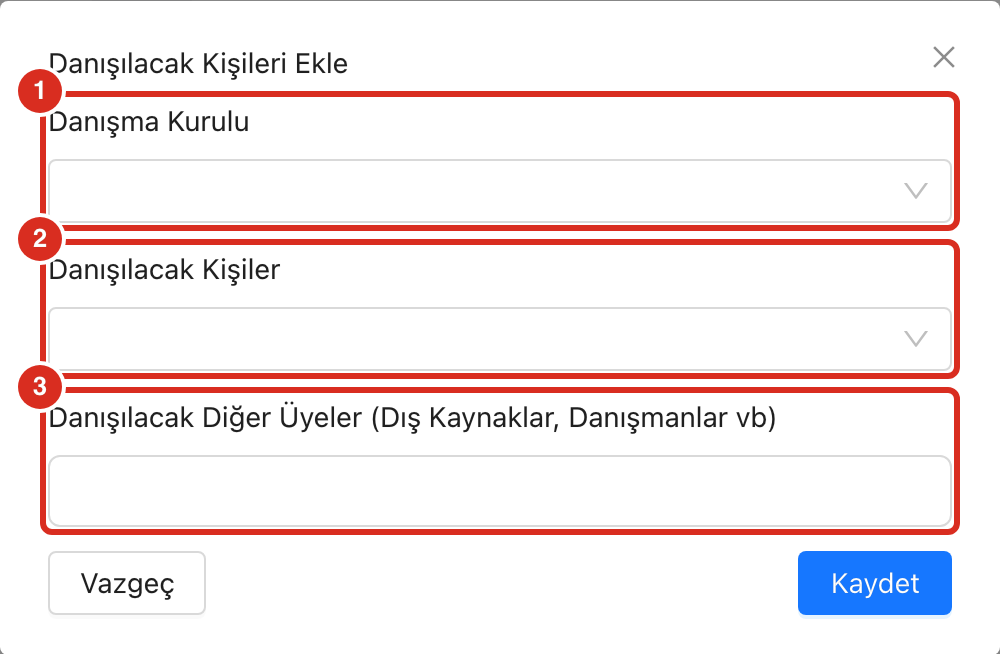 Danışılacak Kişileri Ekle
1
Danışma Kurulu
2
Danışılacak Kişiler
3
Danışılacak Diğer Üyeler (Dış Kaynaklar, Danışmanlar vb)
Vazgeç
Kaydet